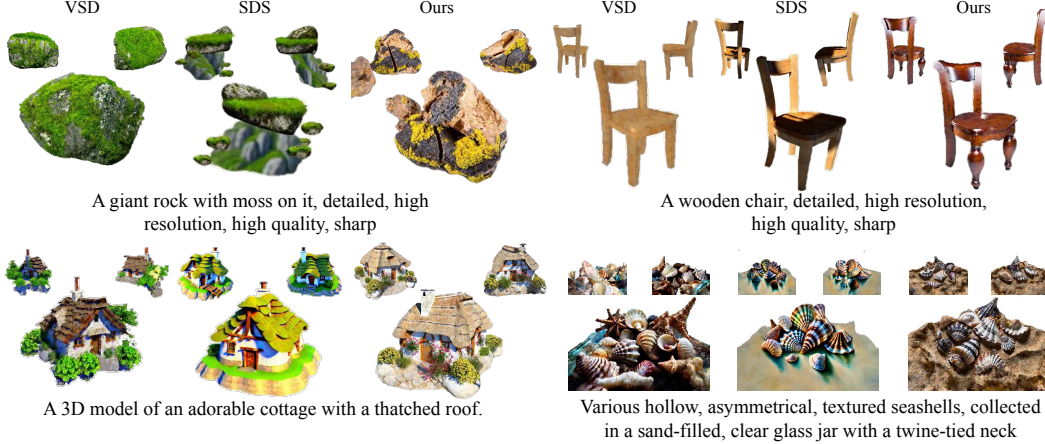 VSD SDS Ours VSD SDS Ours
A giant rock with moss on it, detailed, high
resolution, high quality, sharp
A wooden chair, detailed, high resolution,
high quality, sharp
A 3D model of an adorable cottage with a thatched roof.
Various hollow, asymmetrical, textured seashells, collected
in a sand-filled, clear glass jar with a twine-tied neck